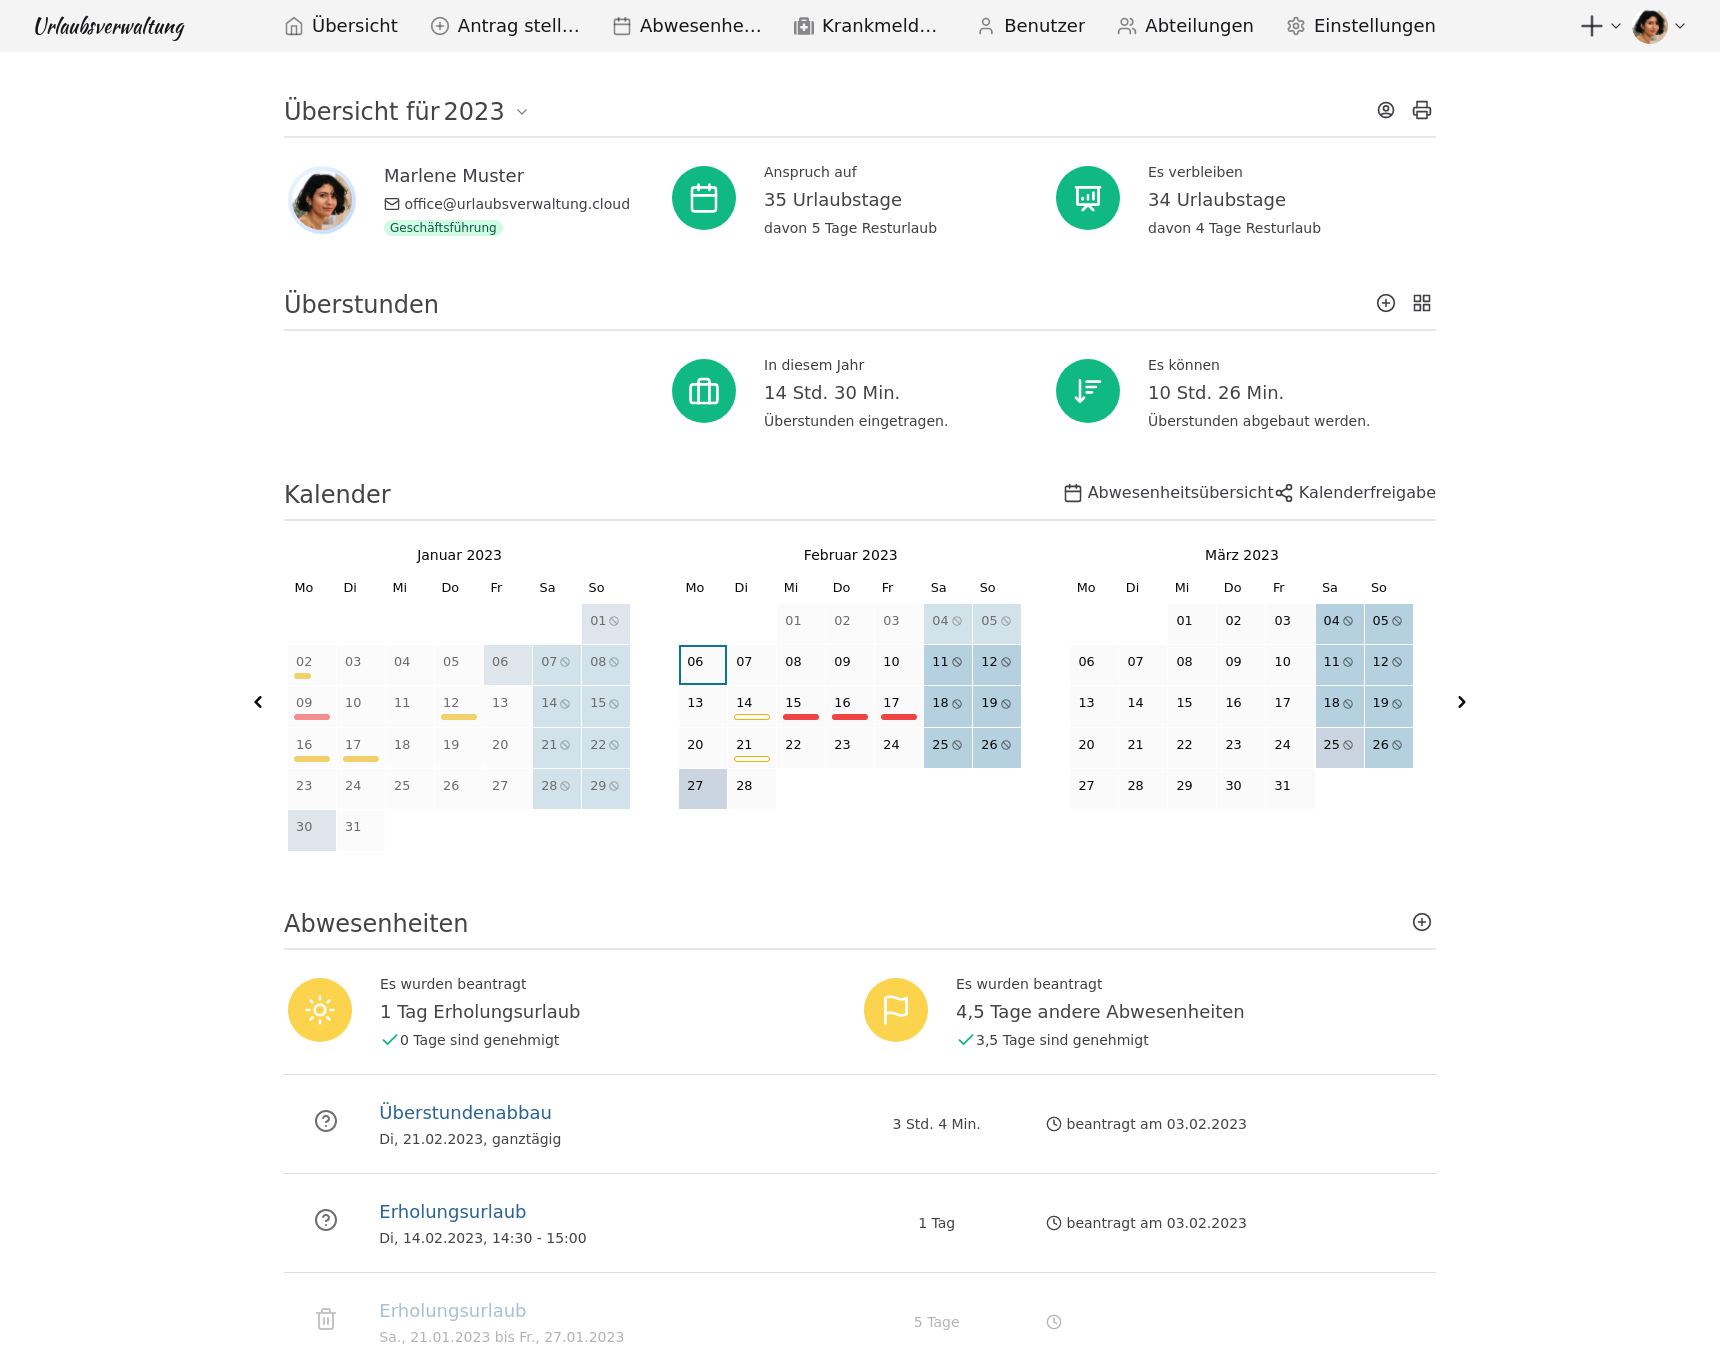 Urlaubsverwaltung Übersicht Antrag stell… Abwesenhe… Krankmeld… Benutzer Abteilungen Einstellungen
Übersicht für 2023
Marlene Muster
office@urlaubsverwaltung.cloud
Geschäftsführung
Anspruch auf
35 Urlaubstage
davon 5 Tage Resturlaub
Es verbleiben
34 Urlaubstage
davon 4 Tage Resturlaub
Überstunden
In diesem Jahr
14 Std. 30 Min.
Überstunden eingetragen.
Es können
10 Std. 26 Min.
Überstunden abgebaut werden.
Kalender
Abwesenheitsübersicht Kalenderfreigabe
Januar 2023
Mo Di Mi Do Fr Sa So
01
02 03 04 05 06 07 08
09 10 11 12 13 14 15
16 17 18 19 20 21 22
23 24 25 26 27 28 29
30 31
Februar 2023
Mo Di Mi Do Fr Sa So
01 02 03 04 05
06 07 08 09 10 11 12
13 14 15 16 17 18 19
20 21 22 23 24 25 26
27 28
März 2023
Mo Di Mi Do Fr Sa So
01 02 03 04 05
06 07 08 09 10 11 12
13 14 15 16 17 18 19
20 21 22 23 24 25 26
27 28 29 30 31
Abwesenheiten
Es wurden beantragt
1 Tag Erholungsurlaub
0 Tage sind genehmigt
Es wurden beantragt
4,5 Tage andere Abwesenheiten
3,5 Tage sind genehmigt
Überstundenabbau
Di, 21.02.2023, ganztägig
3 Std. 4 Min.
beantragt am 03.02.2023
Erholungsurlaub
Di, 14.02.2023, 14:30 - 15:00
1 Tag
beantragt am 03.02.2023
Erholungsurlaub
Sa., 21.01.2023 bis Fr., 27.01.2023
5 Tage